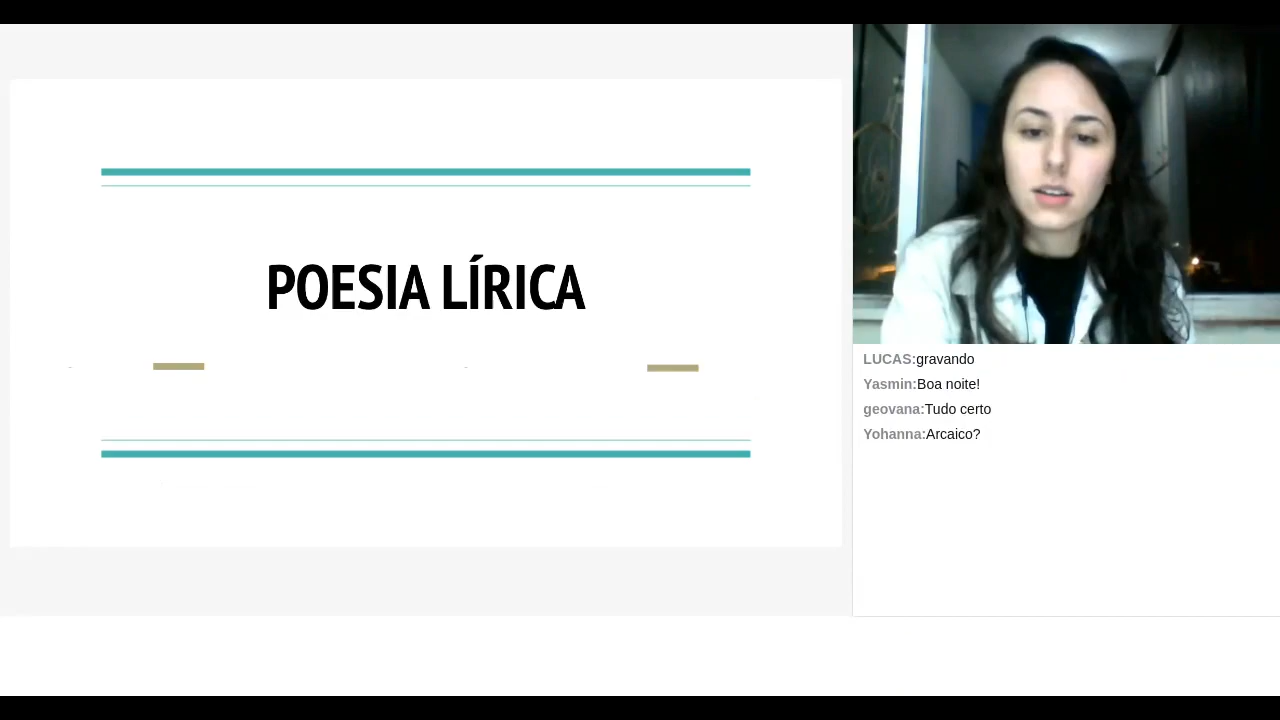 POESIA LÍRICA
LUCAS:gravando
Yasmin:Boa noite!
geovana:Tudo certo
Yohanna:Arcaico?